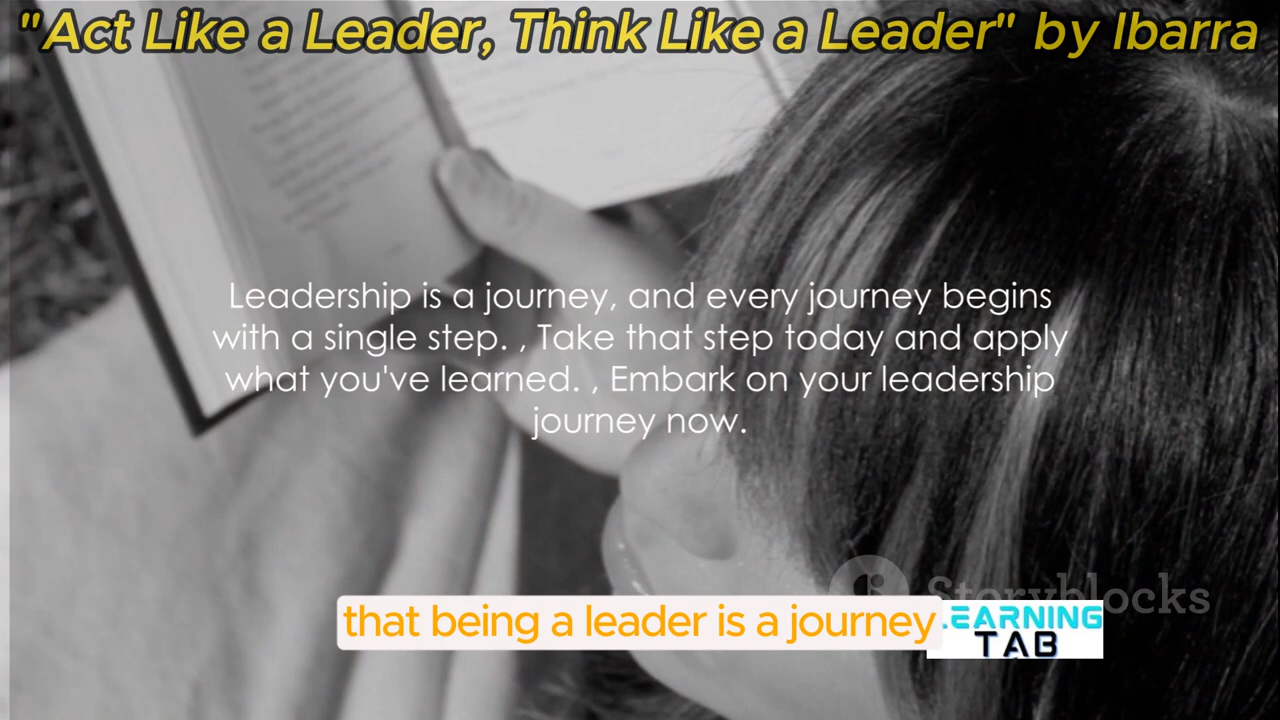 "Act Like a Leader, Think Like a Leader" by Ibarra
Leadership is a journey, and every journey begins
with a single step. , Take that step today and apply
what you've learned. , Embark on your leadership
journey now.
Storyblocks
that being a leader is a journey
LEARNING
TAB